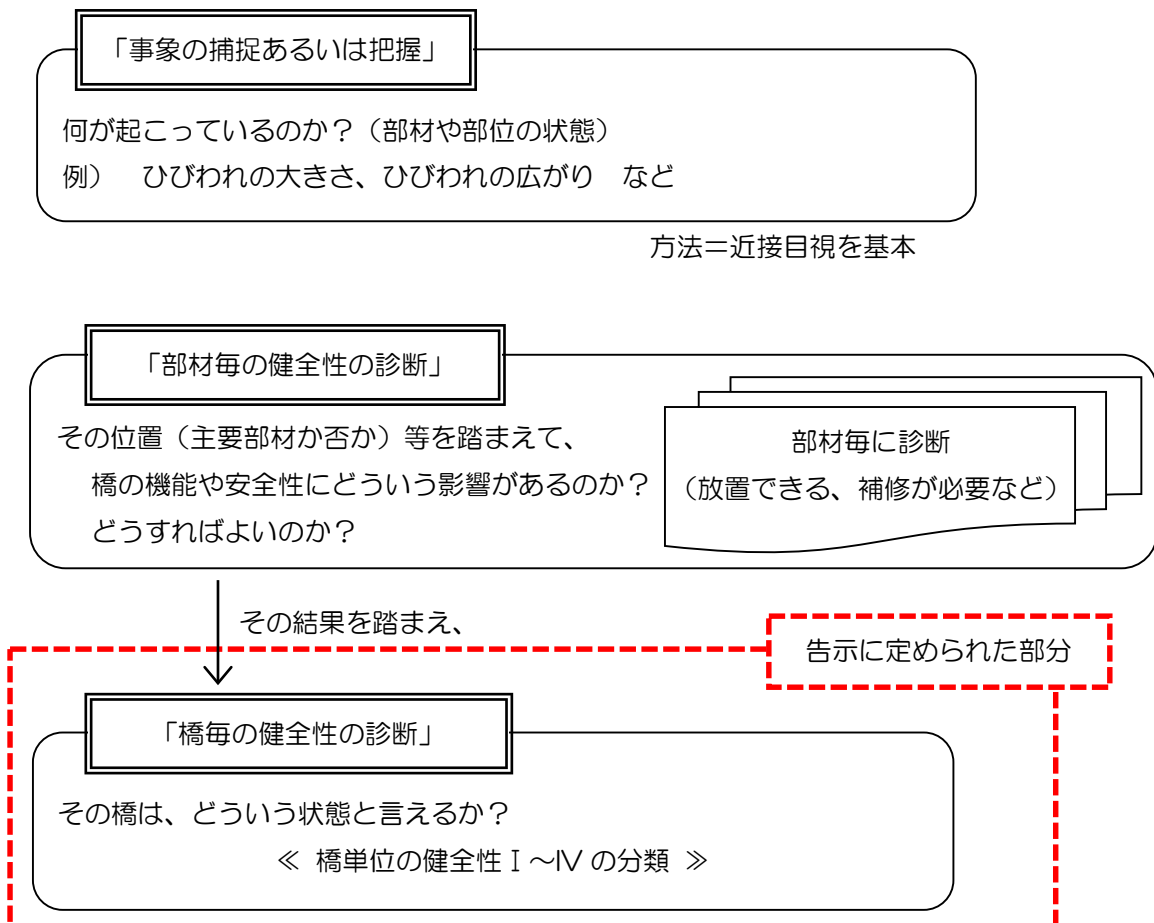 「事象の捕捉あるいは把握」
何が起こっているのか？（部材や部位の状態）
例）　ひびわれの大きさ、ひびわれの広がり　など
方法＝近接目視を基本
「部材毎の健全性の診断」
その位置（主要部材か否か）等を踏まえて、
橋の機能や安全性にどういう影響があるのか？
どうすればよいのか？
部材毎に診断
（放置できる、補修が必要など）
その結果を踏まえ、
告示に定められた部分
「橋毎の健全性の診断」
その橋は、どういう状態と言えるか？
≪ 橋単位の健全性Ⅰ～Ⅳの分類 ≫